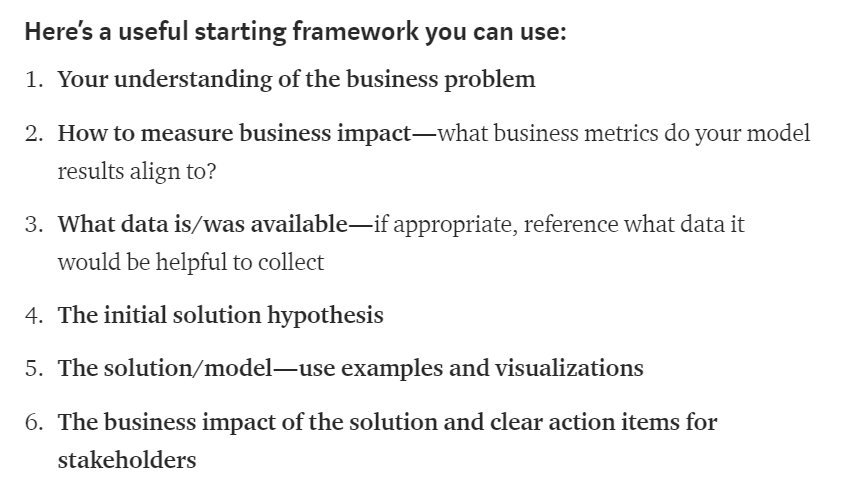 Here's a useful starting framework you can use:
1. Your understanding of the business problem
2. How to measure business impact—what business metrics do your model
results align to?
3. What data is/was available—if appropriate, reference what data it
would be helpful to collect
4. The initial solution hypothesis
5. The solution/model—use examples and visualizations
6. The business impact of the solution and clear action items for
stakeholders